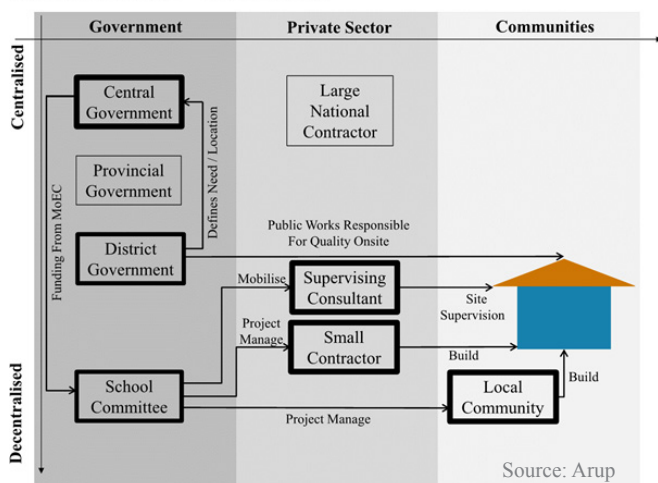 Government
Private Sector
Communities
Centralised
Central
Government
Large
National
Contractor
Defines Need / Location
Provincial
Government
Funding From MoEC
Public Works Responsible
For Quality Onsite
District
Government
Mobilise
Supervising
Consultant
Site
Supervision
Project
Manage
Small
Contractor
Build
Decentralised
School
Committee
Project Manage
Local
Community
Build
Source: Arup